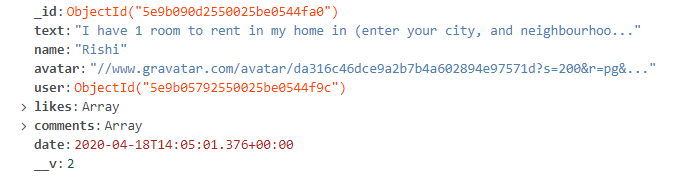 _id: ObjectId("5e9b090d2550025be0544fa0")
text: "I have 1 room to rent in my home in (enter your city, and neighbourhoo..."
name: "Rishi"
avatar: "//www.gravatar.com/avatar/da316c46dce9a2b7b4a602894e97571d?s=200&r=pg&..."
user: ObjectId("5e9b05792550025be0544f9c")
> likes: Array
> comments: Array
date: 2020-04-18T14:05:01.376+00:00
__v: 2